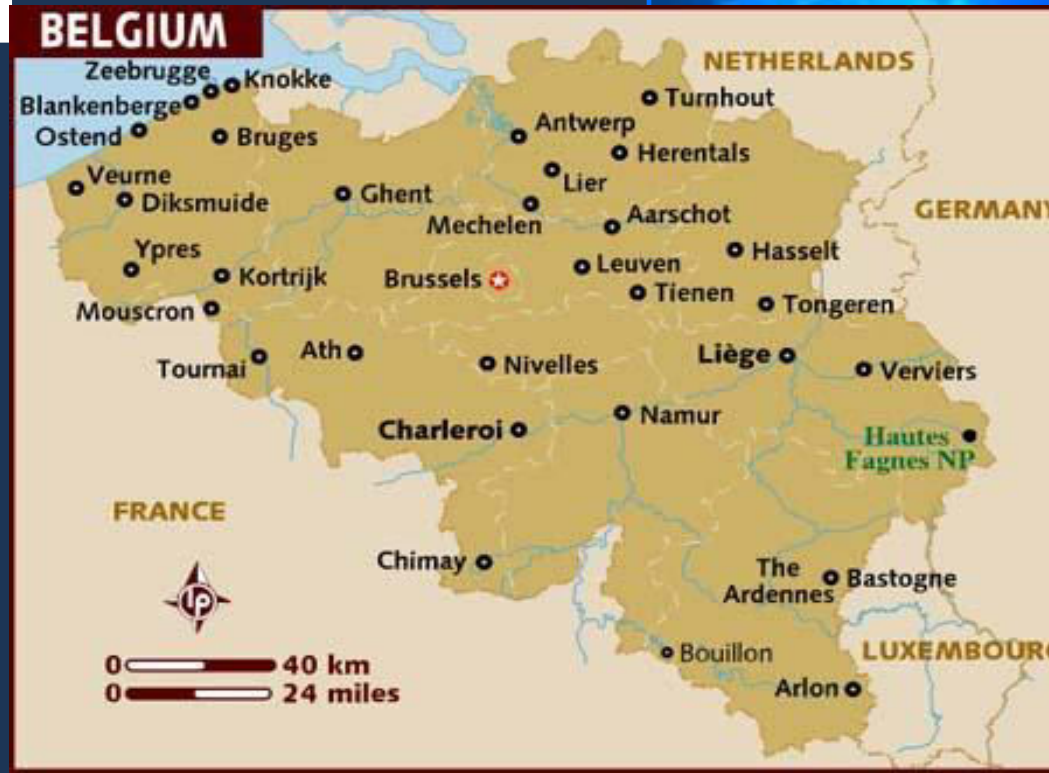 BELGIUM
NETHERLANDS
Zeebrugge
Knokke
Blankenberge
Turnhout
Ostend
Bruges
Antwerp
Herentals
Veurne
Lier
Diksmuide
Ghent
Mechelen
Aarschot
GERMANY
Ypres
Hasselt
Kortrijk
Brussels
Leuven
Tienen
Mouscron
Tongeren
Tournai
Ath
Nivelles
Liège
Verviers
Charleroi
Namur
Hautes
Fagnes NP
FRANCE
Chimay
The
Ardennes
Bastogne
lp
Bouillon
LUXEMBOURG
0 40 km
0 24 miles
Arlon